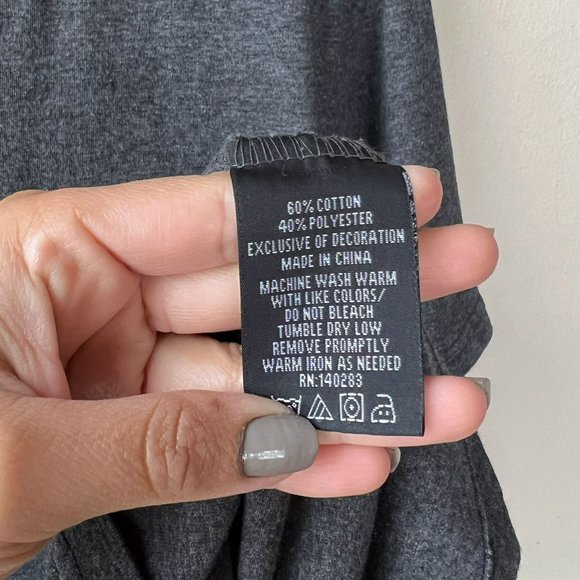 60% COTTON
40% POLYESTER
EXCLUSIVE OF DECORATION
MADE IN CHINA
MACHINE WASH WARM
WITH LIKE COLORS/
DO NOT BLEACH
TUMBLE DRY LOW
REMOVE PROMPTLY
WARM IRON AS NEEDED
RN:140283